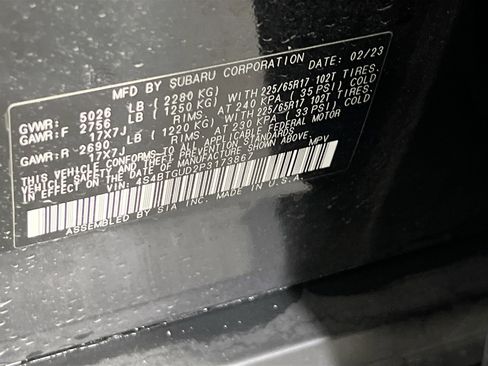 MFD BY SUBARU CORPORATION DATE: 02/23
GVWR: 5026 LB (2280 KG)
GAWR:F 2756 LB (1250 KG) WITH 225/65R17 102T TIRES.
17X7J RIMS. AT 240 KPA (35 PSI) COLD
GAWR:R 2690 LB (1220 KG) WITH 225/65R17 102T TIRES.
17X7J RIMS. AT 230 KPA (33 PSI) COLD
THIS VEHICLE CONFORMS TO ALL APPLICABLE FEDERAL MOTOR
VEHICLE SAFETY AND THEFT PREVENTION STANDARDS
IN EFFECT ON THE DATE OF MANUFACTURE SHOWN ABOVE.
VIN: 4S4BTGUD2P3173867 MPV
ASSEMBLED BY SIA INC. MADE IN U.S.A